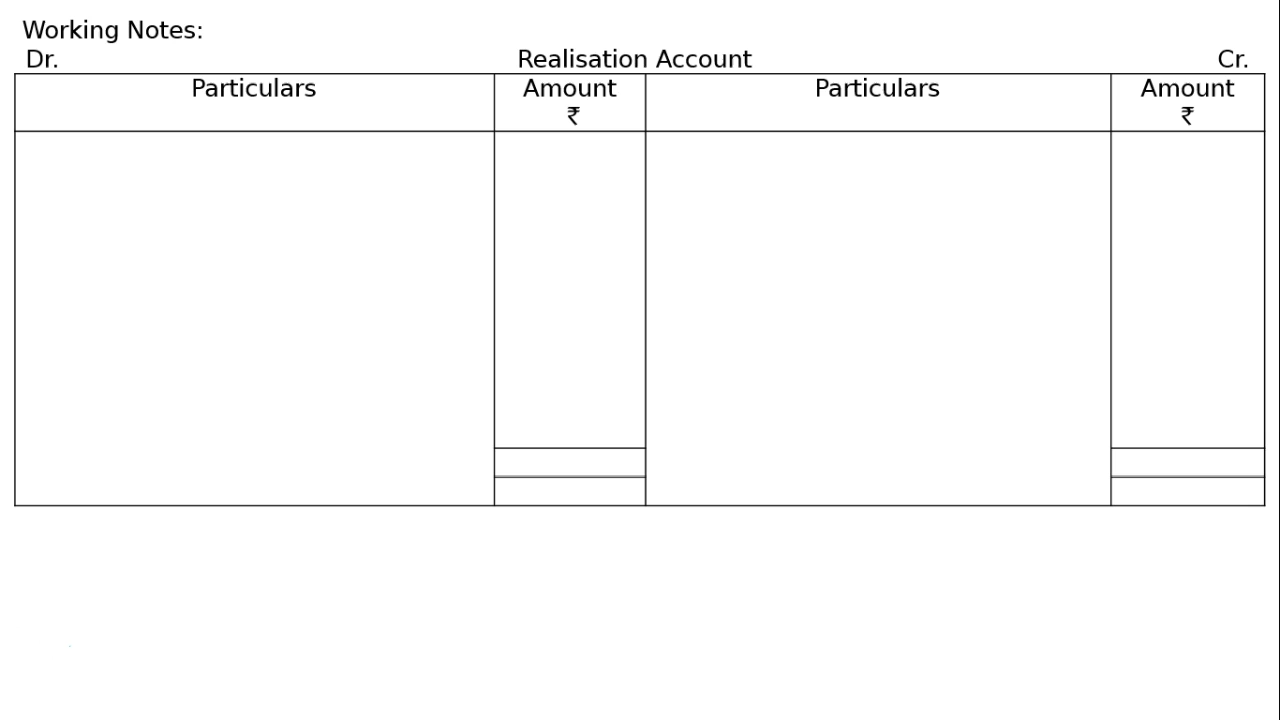 Working Notes:
Dr. Realisation Account Cr.
Particulars Amount Particulars Amount
₹ ₹